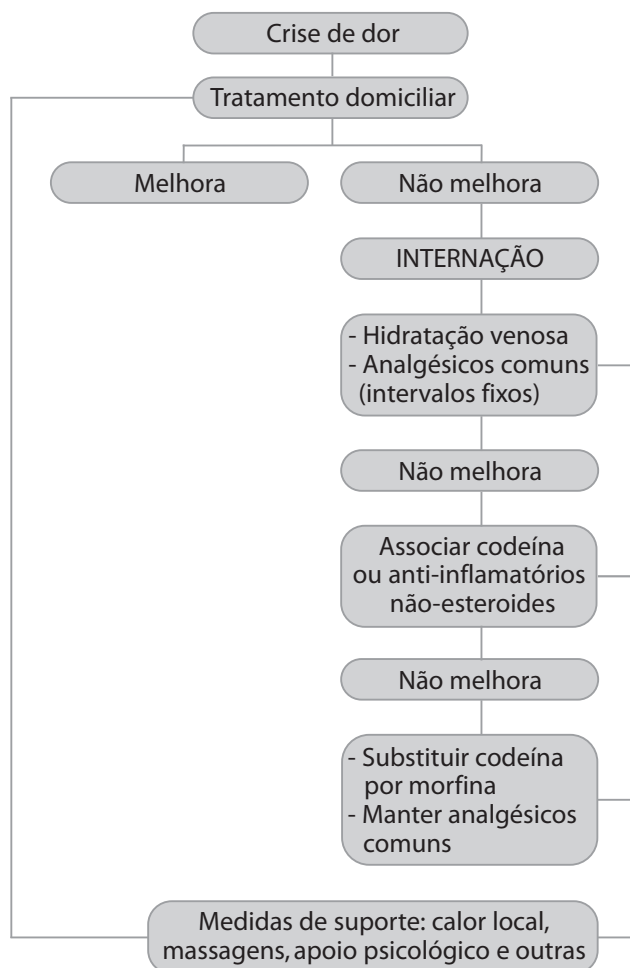 Crise de dor
Tratamento domiciliar
Melhora
Não melhora
INTERNAÇÃO
- Hidratação venosa
- Analgésicos comuns
(intervalos fixos)
Não melhora
Associar codeína
ou anti-inflamatórios
não-esteroides
Não melhora
- Substituir codeína
por morfina
- Manter analgésicos
comuns
Medidas de suporte: calor local,
massagens, apoio psicológico e outras